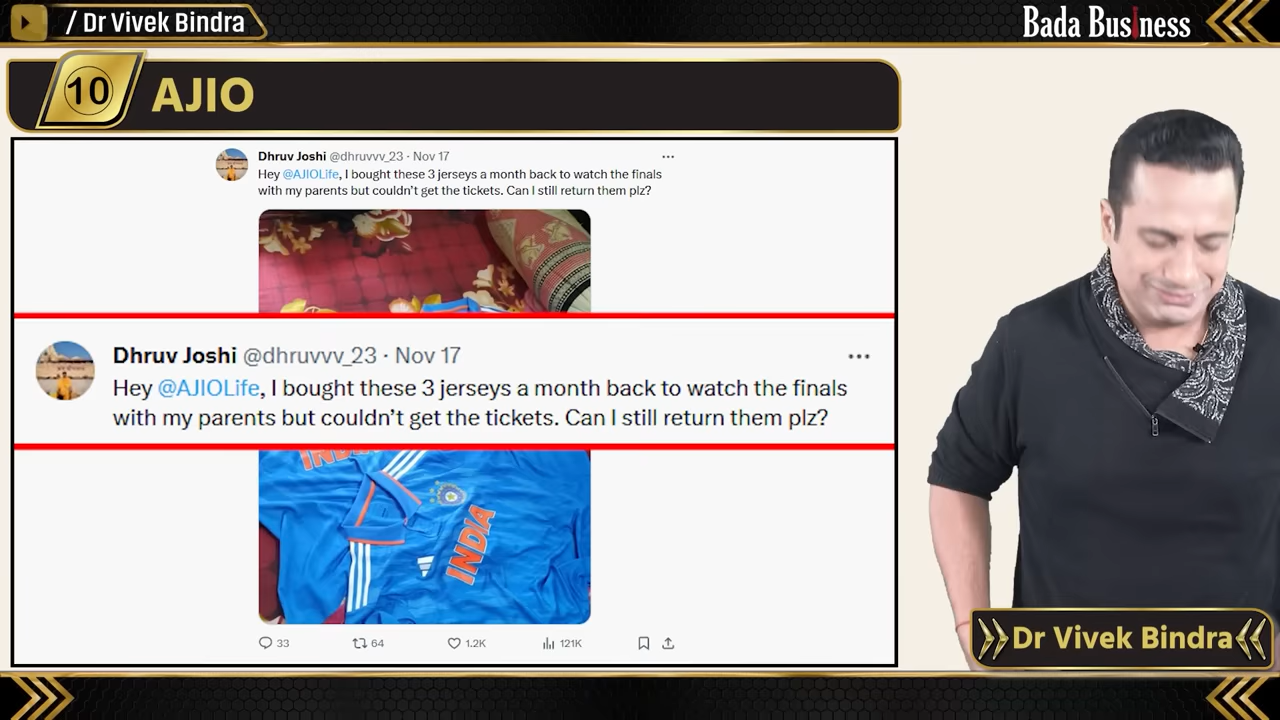 / Dr Vivek Bindra
Bada Business
10 AJIO
Dhruv Joshi @dhruvvv_23 · Nov 17
Hey @AJIOLife, I bought these 3 jerseys a month back to watch the finals
with my parents but couldn't get the tickets. Can I still return them plz?
Dhruv Joshi @dhruvvv_23 · Nov 17
Hey @AJIOLife, I bought these 3 jerseys a month back to watch the finals
with my parents but couldn't get the tickets. Can I still return them plz?
INDIA
INDIA
33 64 1.2K 121K
Dr Vivek Bindra